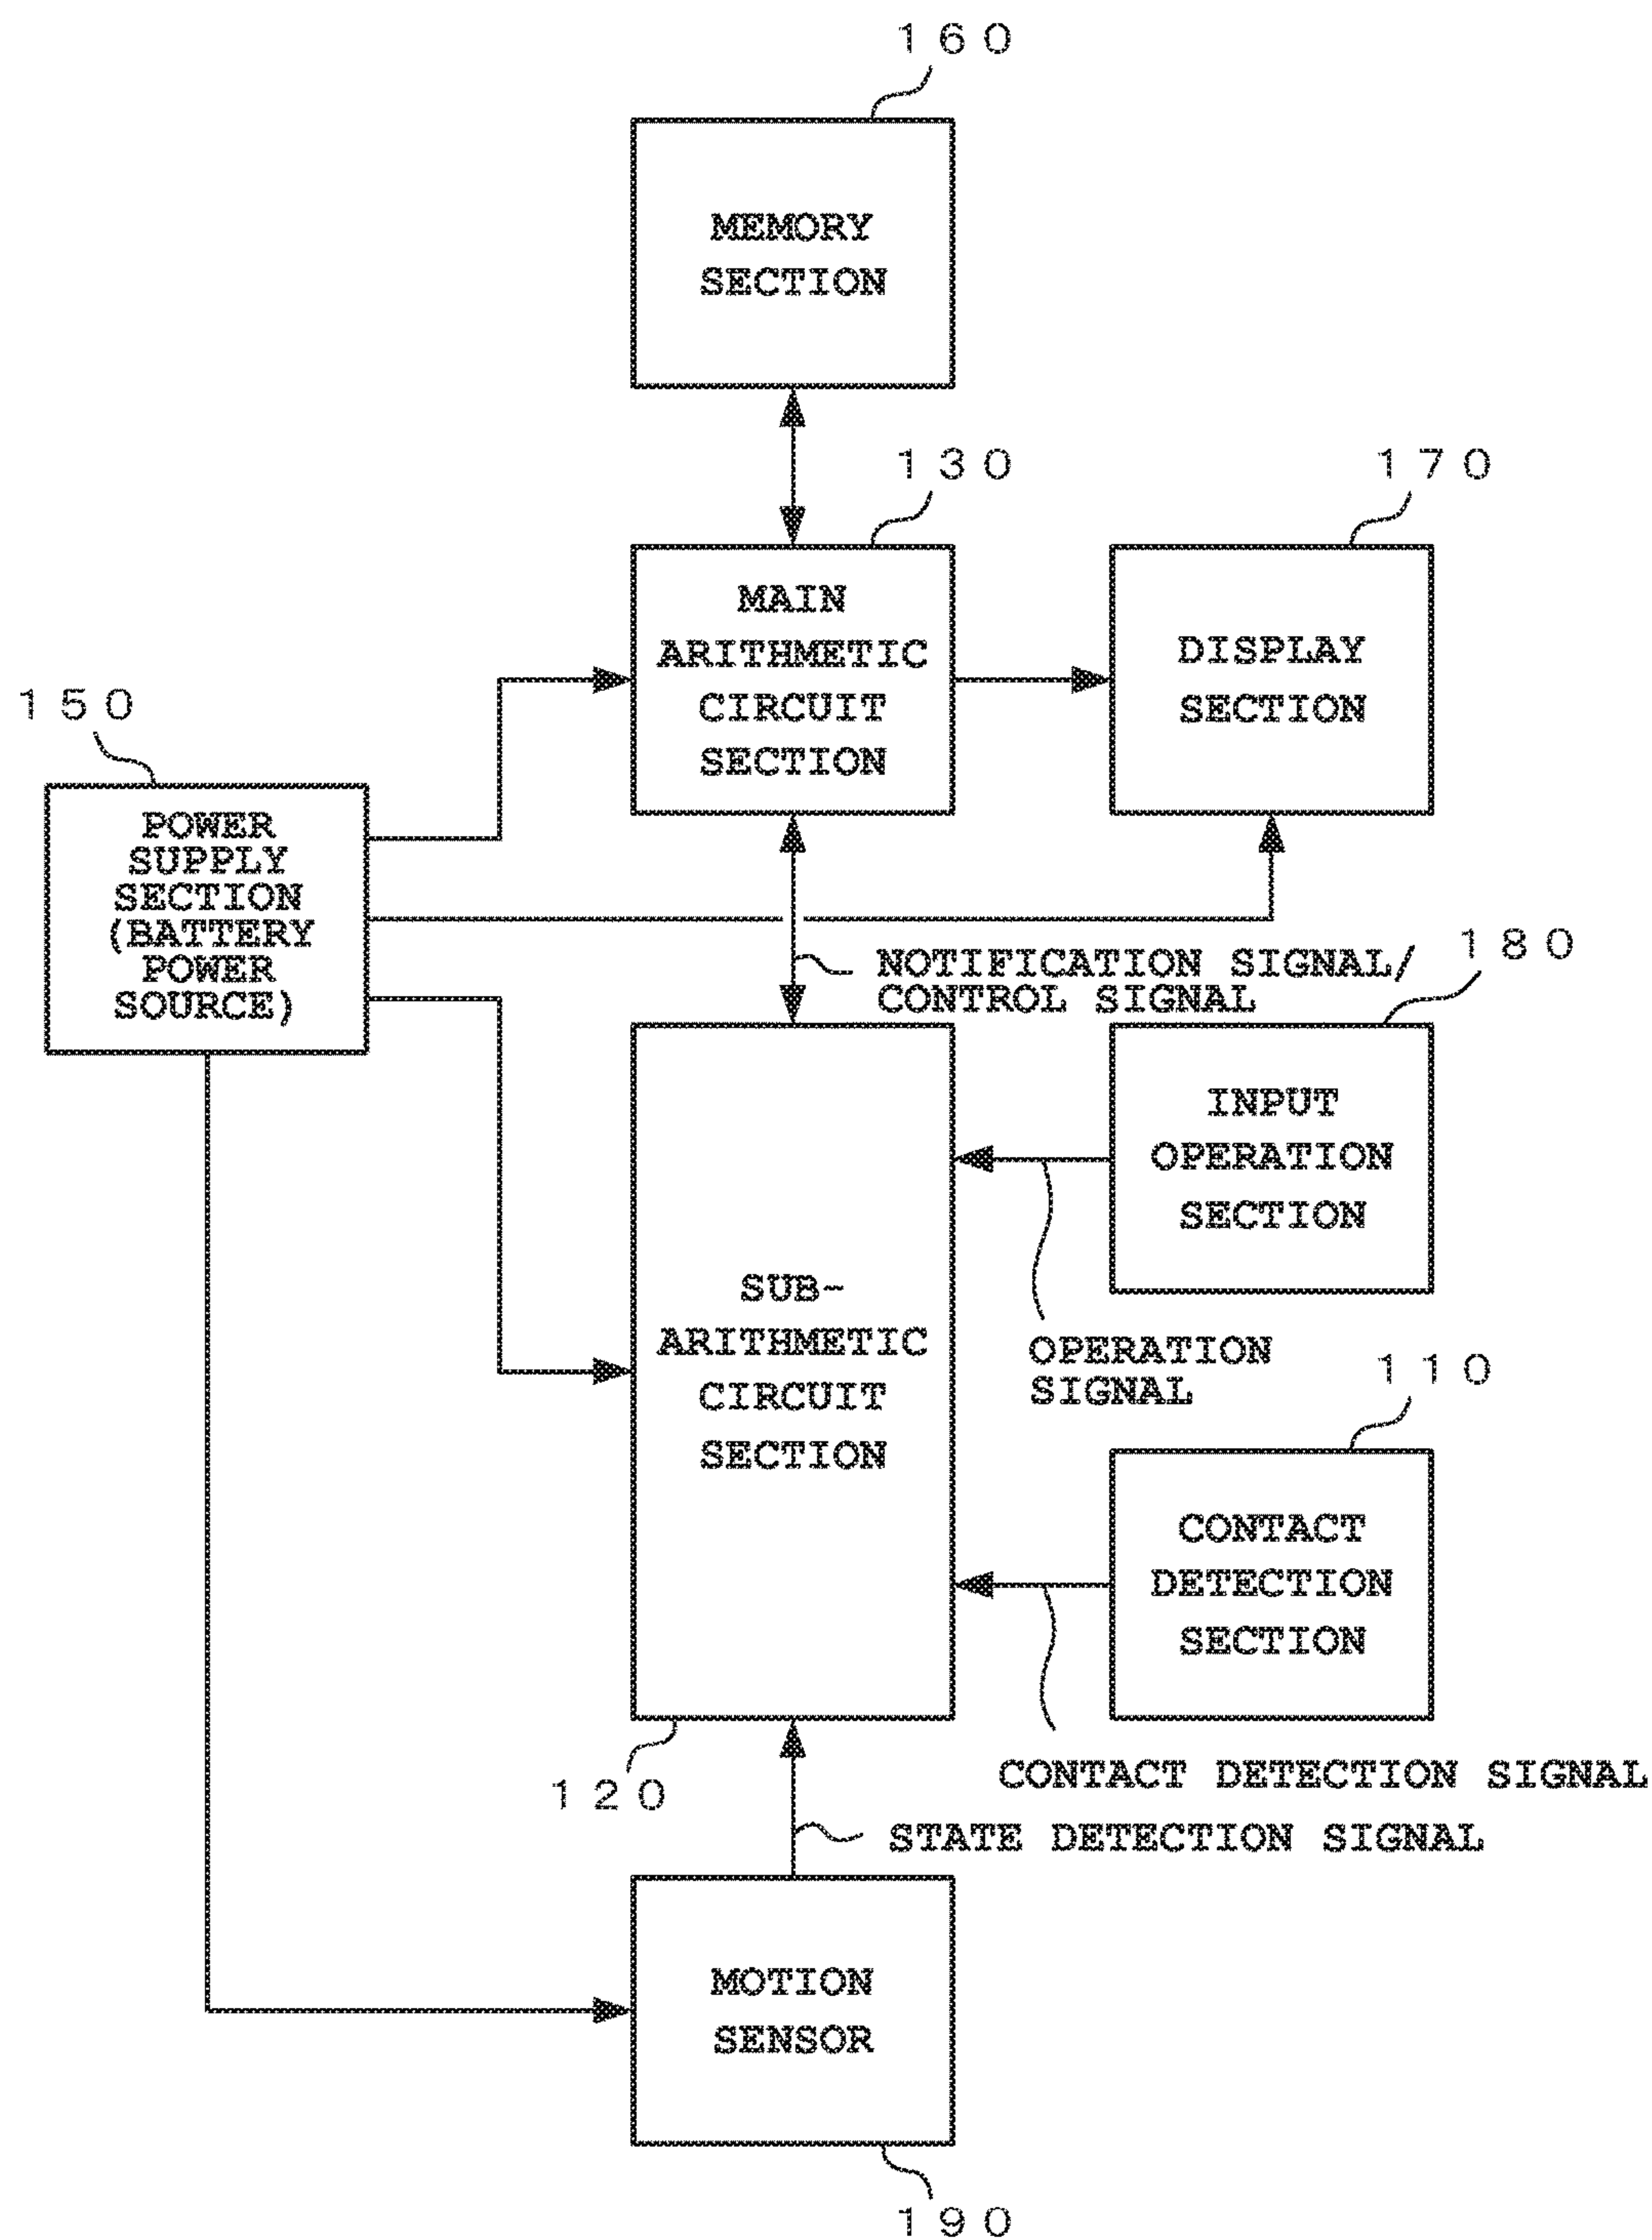 160
MEMORY
SECTION
130
170
MAIN
ARITHMETIC
CIRCUIT
SECTION
DISPLAY
SECTION
150
POWER
SUPPLY
SECTION
(BATTERY
POWER
SOURCE)
NOTIFICATION SIGNAL/
CONTROL SIGNAL
180
INPUT
OPERATION
SECTION
SUB-
ARITHMETIC
CIRCUIT
SECTION
OPERATION
SIGNAL
110
CONTACT
DETECTION
SECTION
120
CONTACT DETECTION SIGNAL
STATE DETECTION SIGNAL
MOTION
SENSOR
190